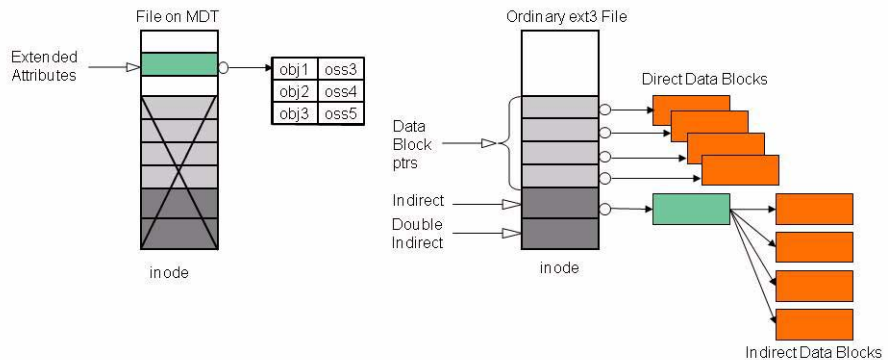 File on MDT
Extended
Attributes
obj1 oss3
obj2 oss4
obj3 oss5
inode
Ordinary ext3 File
Direct Data Blocks
Data
Block
ptrs
Indirect
Double
Indirect
inode
Indirect Data Blocks